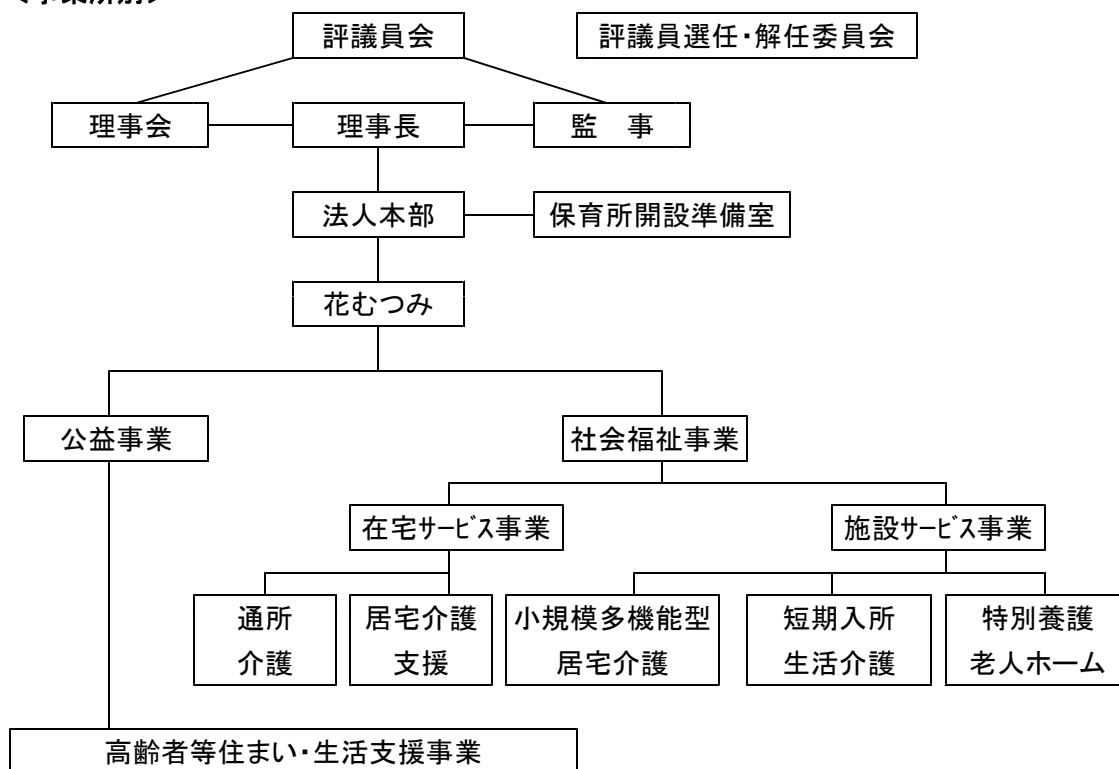 <事業所別>
評議員会
評議員選任・解任委員会
理事会
理事長
監　事
法人本部
保育所開設準備室
花むつみ
公益事業
社会福祉事業
在宅サービス事業
施設サービス事業
通所
介護
居宅介護
支援
小規模多機能型
居宅介護
短期入所
生活介護
特別養護
老人ホーム
高齢者等住まい・生活支援事業